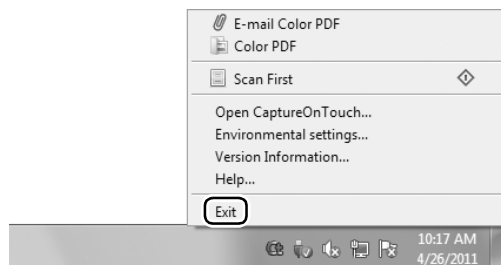 E-mail Color PDF
Color PDF
Scan First
Open CaptureOnTouch...
Environmental settings...
Version Information...
Help...
Exit
10:17 AM
4/26/2011